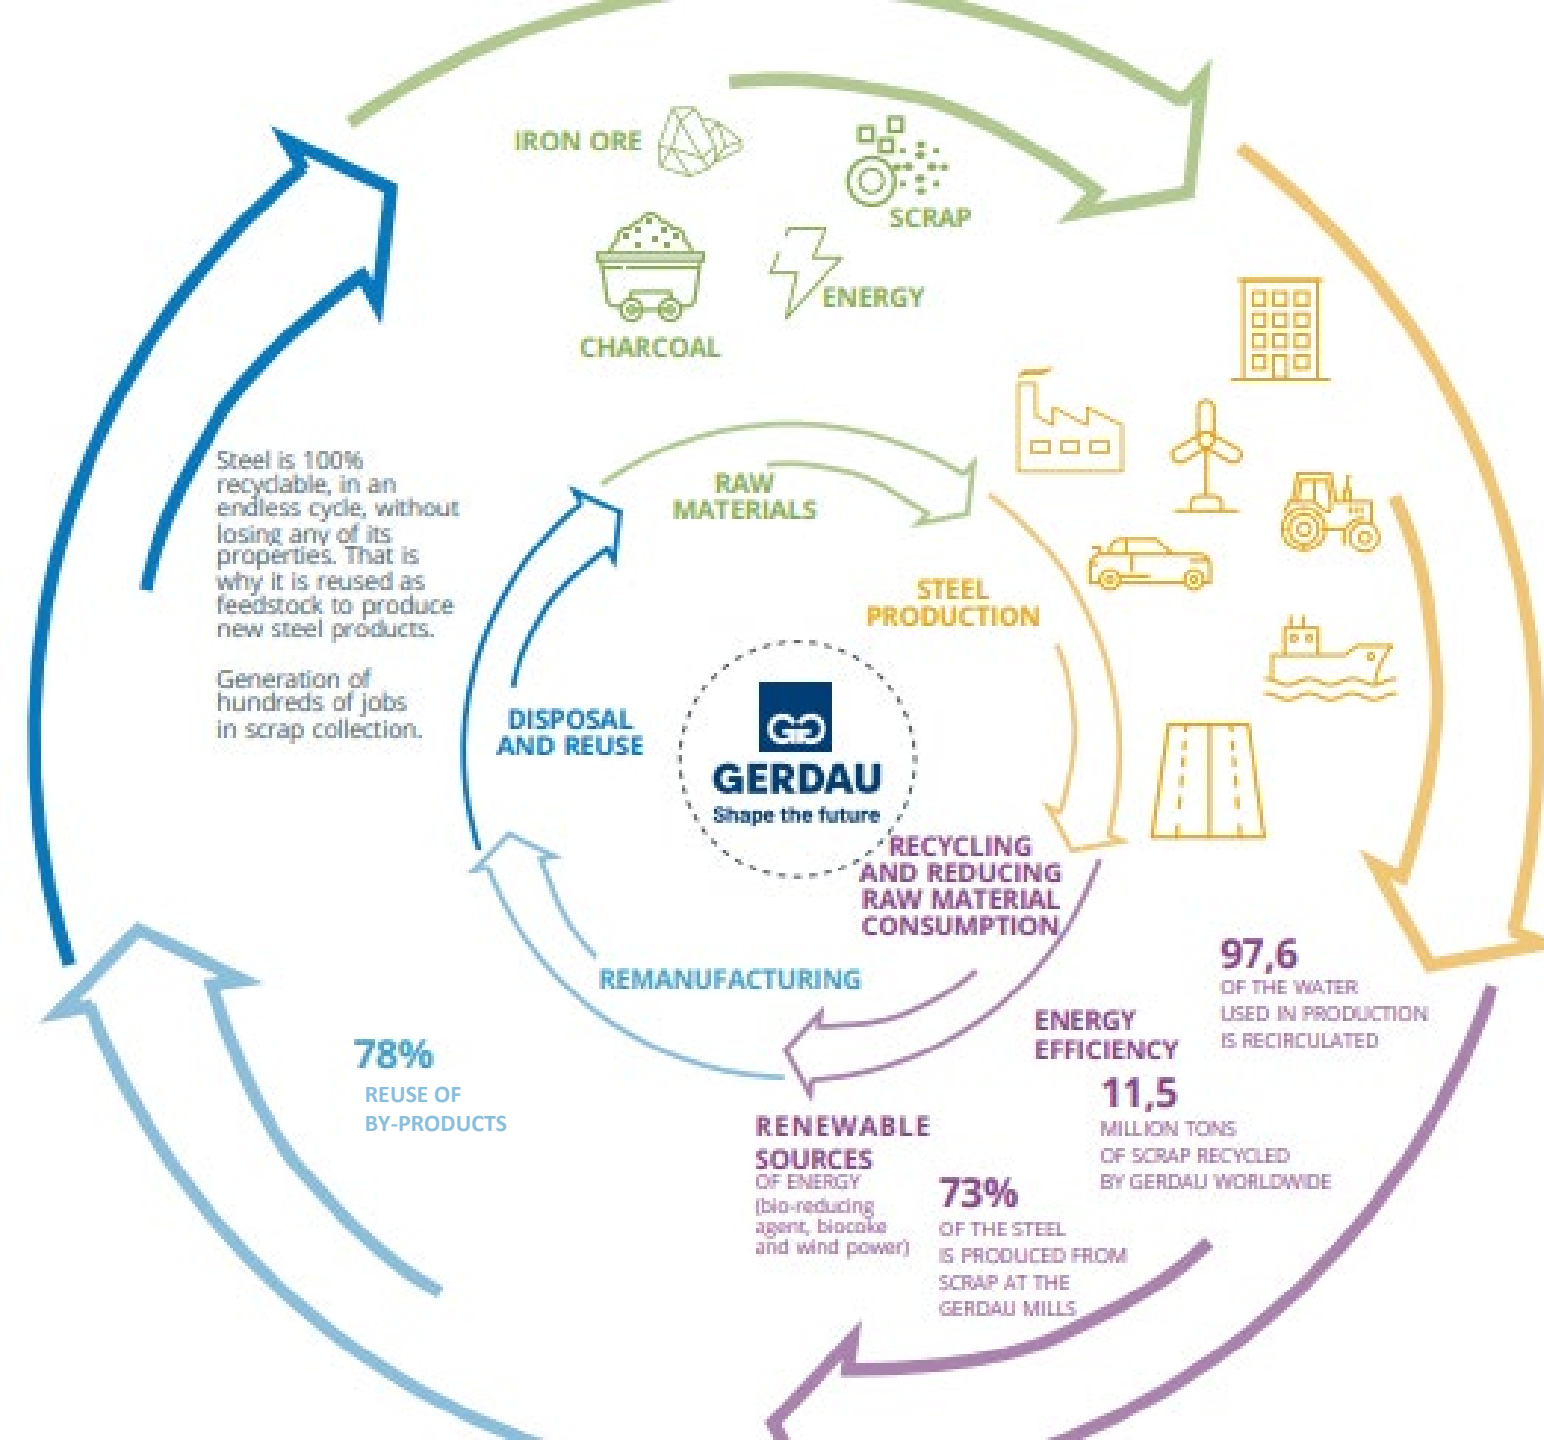 IRON ORE
SCRAP
ENERGY
CHARCOAL
RAW
MATERIALS
STEEL
PRODUCTION
Steel is 100%
recyclable, in an
endless cycle, without
losing any of its
properties. That is
why it is reused as
feedstock to produce
new steel products.
Generation of
hundreds of jobs
in scrap collection.
DISPOSAL
AND REUSE
GERDAU
Shape the future
RECYCLING
AND REDUCING
RAW MATERIAL
CONSUMPTION
REMANUFACTURING
97,6
OF THE WATER
USED IN PRODUCTION
IS RECIRCULATED
ENERGY
EFFICIENCY
11,5
MILLION TONS
OF SCRAP RECYCLED
BY GERDAU WORLDWIDE
78%
REUSE OF
BY-PRODUCTS
RENEWABLE
SOURCES
OF ENERGY
(bio-reducing
agent, biocoke
and wind power)
73%
OF THE STEEL
IS PRODUCED FROM
SCRAP AT THE
GERDAU MILLS